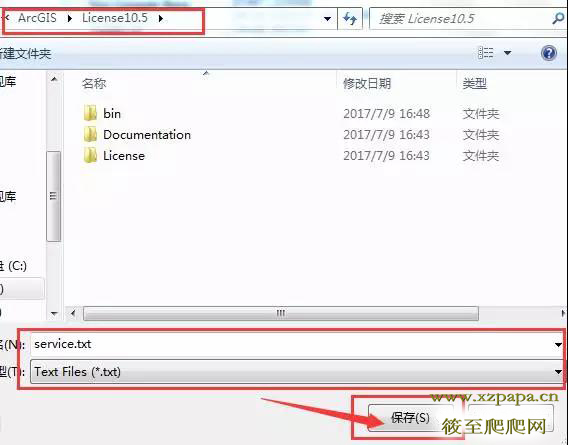 ArcGIS License10.5 搜索 License10.5
新建文件夹
名称 修改日期 类型
bin 2017/7/9 16:48 文件夹
Documentation 2017/7/9 16:43 文件夹
License 2017/7/9 16:43 文件夹
视库
视库
盘 (C:)
名(N): service.txt
型(T): Text Files (*.txt)
保存(S)
www.xzpapa.cn
筱至爬爬网